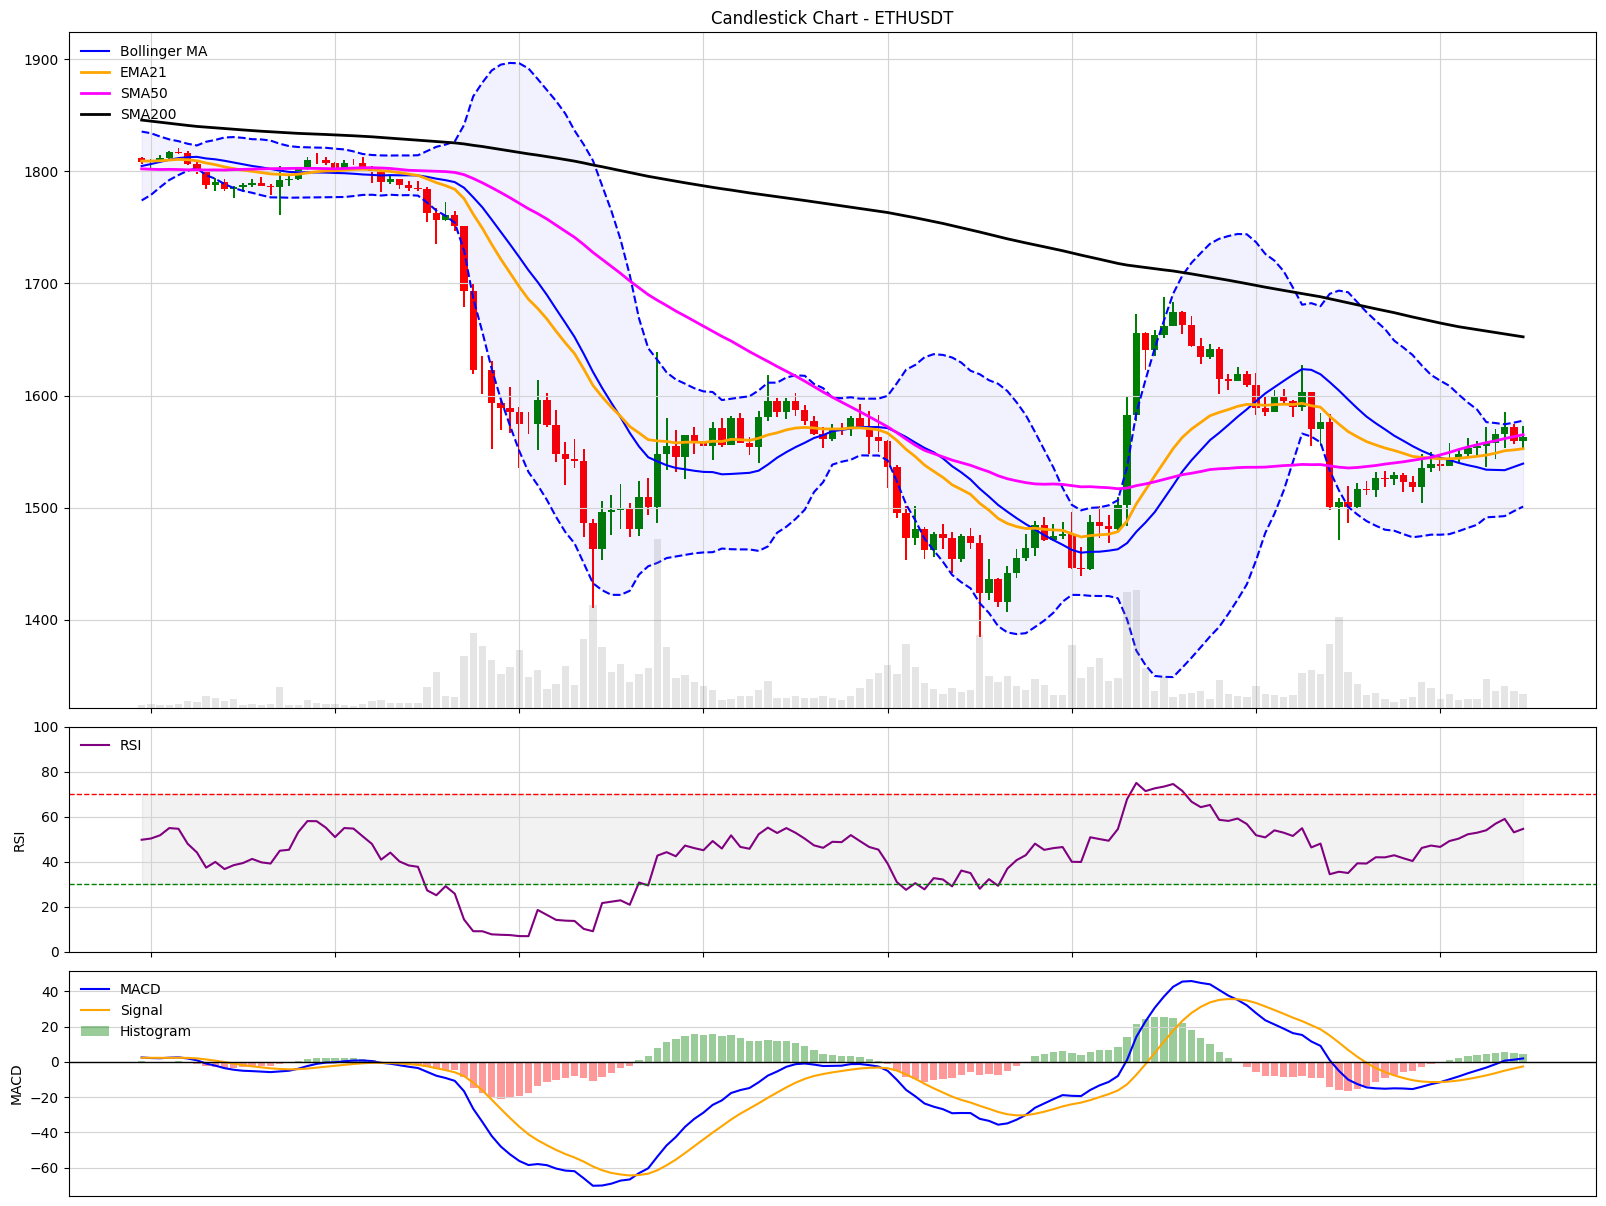 Candlestick Chart - ETHUSDT
Bollinger MA
EMA21
SMA50
SMA200
1900
1800
1700
1600
1500
1400
RSI
100
80
60
40
20
0
RSI
MACD
Signal
Histogram
40
20
0
−20
−40
−60
MACD